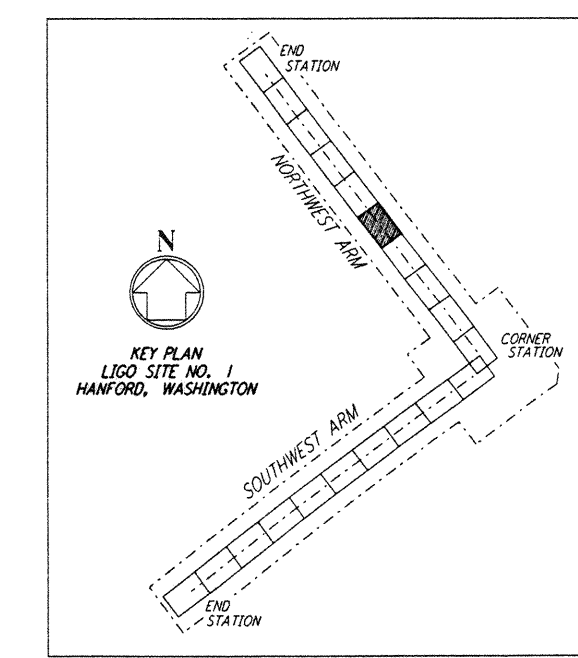 END
STATION
NORTHWEST ARM
N
KEY PLAN
LIGO SITE NO. 1
HANFORD, WASHINGTON
CORNER
STATION
SOUTHWEST ARM
END
STATION